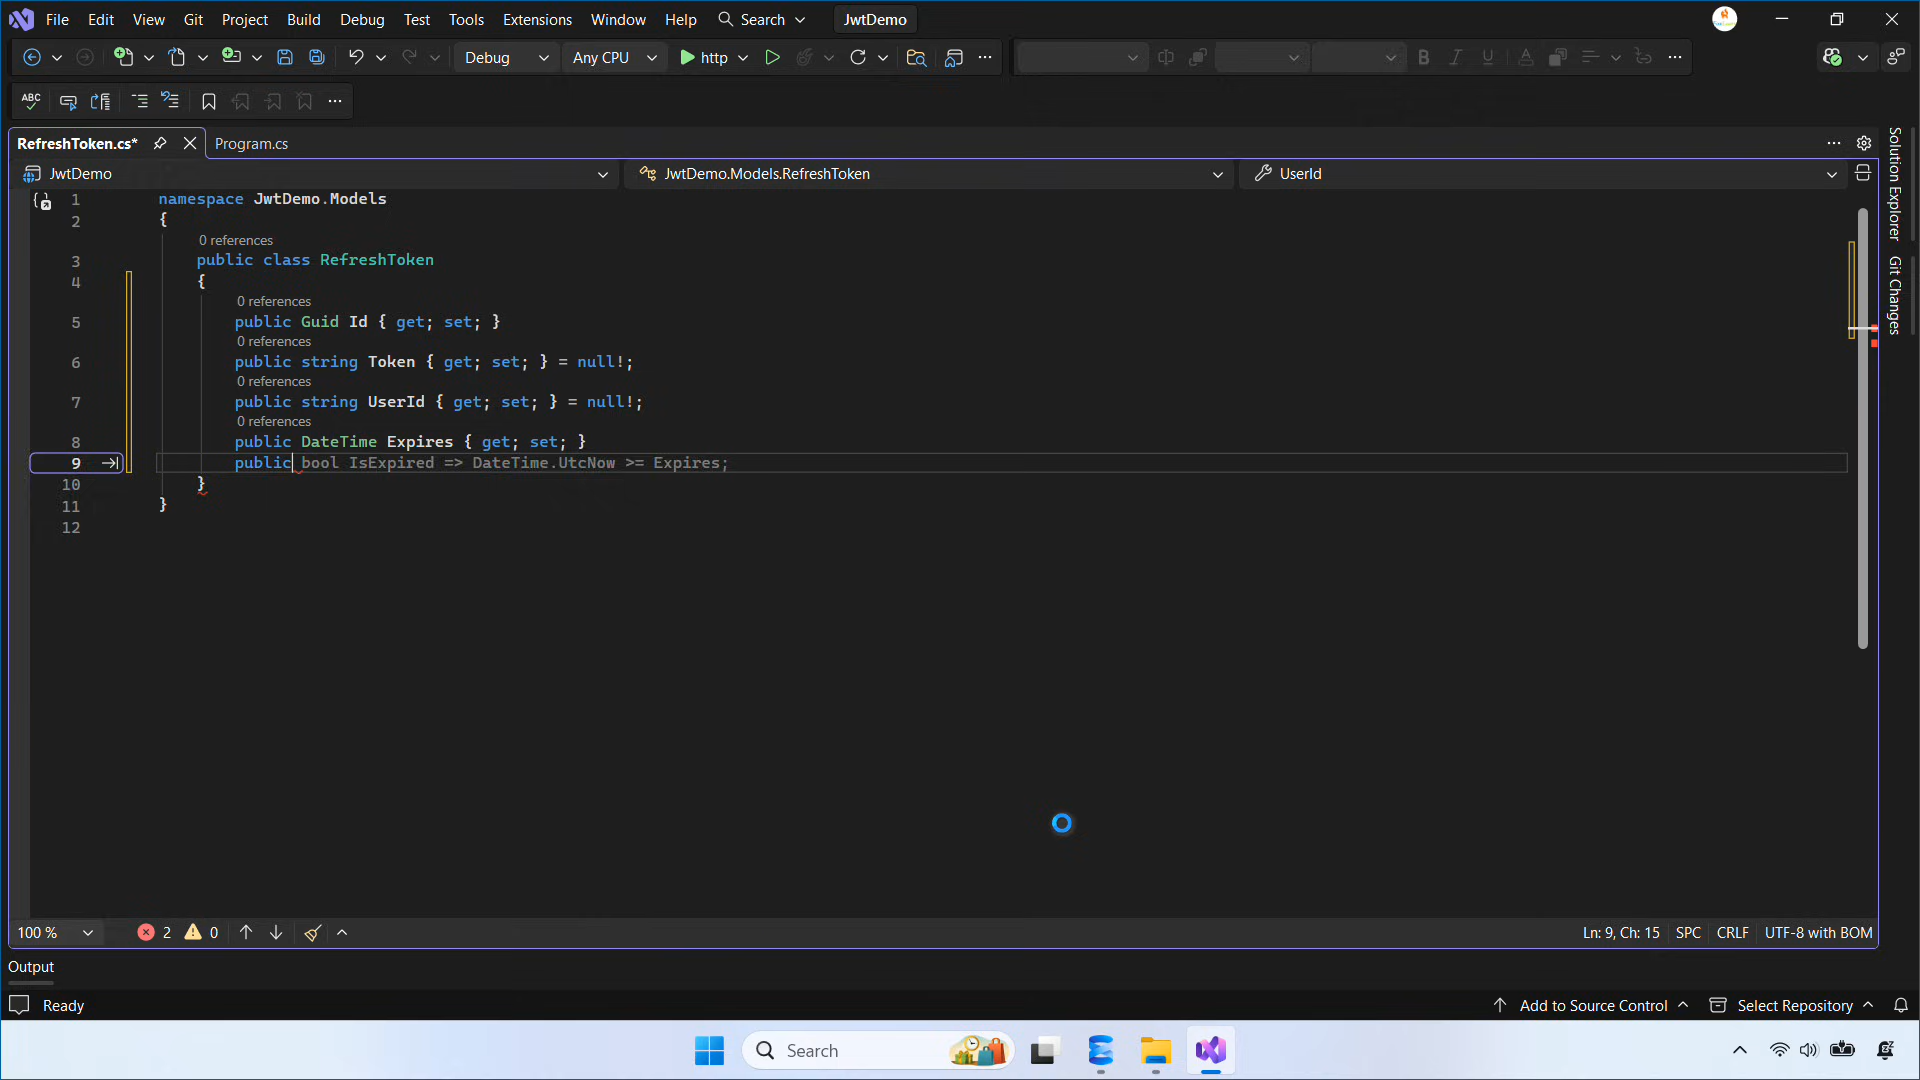 File Edit View Git Project Build Debug Test Tools Extensions Window Help Search JwtDemo
Debug Any CPU http
ABC
RefreshToken.cs* Program.cs
JwtDemo JwtDemo.Models.RefreshToken UserId
1 namespace JwtDemo.Models
2 {
0 references
3 public class RefreshToken
4 {
0 references
5 public Guid Id { get; set; }
0 references
6 public string Token { get; set; } = null!;
0 references
7 public string UserId { get; set; } = null!;
0 references
8 public DateTime Expires { get; set; }
9 public bool IsExpired => DateTime.UtcNow >= Expires;
10 }
11 }
12
Solution Explorer
Git Changes
100 % 2 0 Ln: 9, Ch: 15 SPC CRLF UTF-8 with BOM
Output
Ready Add to Source Control Select Repository
Search